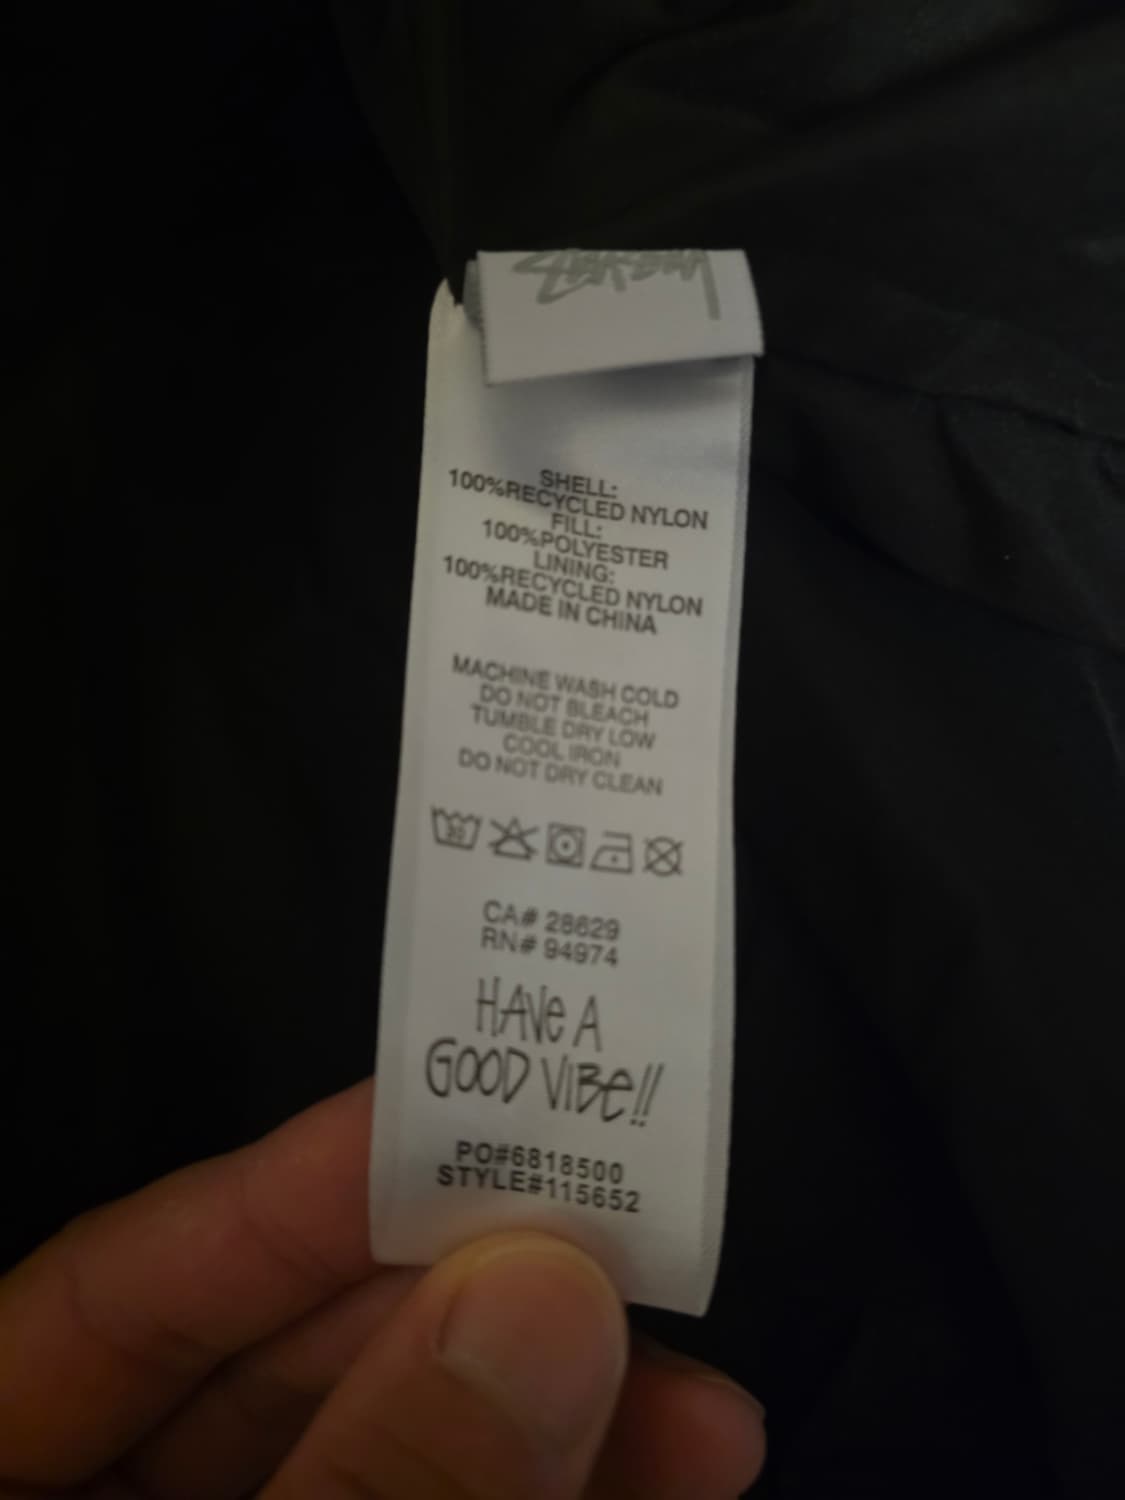 SHELL:
100%RECYCLED NYLON
FILL:
100%POLYESTER
LINING:
100%RECYCLED NYLON
MADE IN CHINA
MACHINE WASH COLD
DO NOT BLEACH
TUMBLE DRY LOW
COOL IRON
DO NOT DRY CLEAN
30
CA# 28629
RN# 94974
HAVe A
GOOD VIBe!!
PO#6818500
STYLE#115652